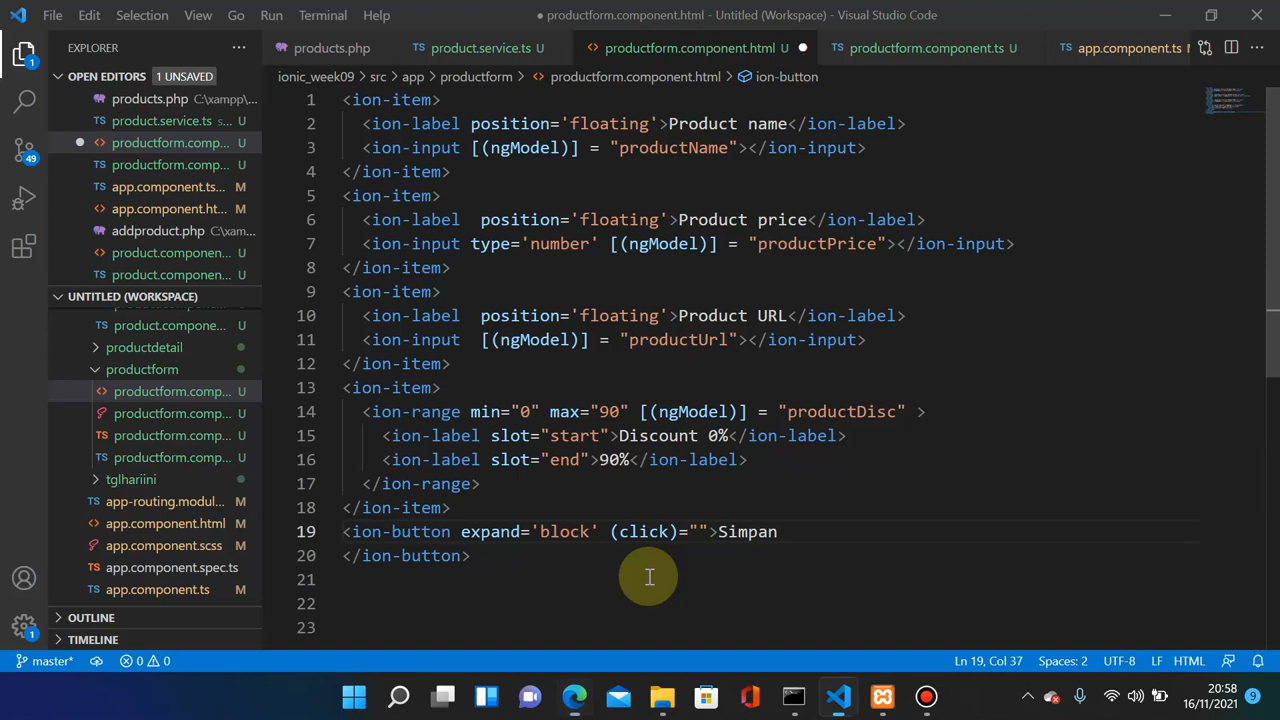 File Edit Selection View Go Run Terminal Help
● productform.component.html - Untitled (Workspace) - Visual Studio Code
EXPLORER
products.php
product.service.ts U
productform.component.html U
productform.component.ts U
app.component.ts M
OPEN EDITORS 1 UNSAVED
ionic_week09 > src > app > productform > productform.component.html > ion-button
products.php C:\xampp\...
product.service.ts s... U
productform.comp... U
productform.comp... U
app.component.ts... M
app.component.ht... M
addproduct.php C:\xam...
product.componen... U
product.componen... U
UNTITLED (WORKSPACE)
product.compone... U
productdetail
productform
productform.comp... U
productform.comp... U
productform.comp... U
productform.comp... U
tglhariini
app-routing.modul... M
app.component.html M
app.component.scss M
app.component.spec.ts
app.component.ts M
OUTLINE
TIMELINE
1
49
1
1 <ion-item>
2 <ion-label position='floating'>Product name</ion-label>
3 <ion-input [(ngModel)] = "productName"></ion-input>
4 </ion-item>
5 <ion-item>
6 <ion-label  position='floating'>Product price</ion-label>
7 <ion-input type='number' [(ngModel)] = "productPrice"></ion-input>
8 </ion-item>
9 <ion-item>
10 <ion-label  position='floating'>Product URL</ion-label>
11 <ion-input  [(ngModel)] = "productUrl"></ion-input>
12 </ion-item>
13 <ion-item>
14 <ion-range min="0" max="90" [(ngModel)] = "productDisc" >
15 <ion-label slot="start">Discount 0%</ion-label>
16 <ion-label slot="end">90%</ion-label>
17 </ion-range>
18 </ion-item>
19 <ion-button expand='block' (click)="">Simpan
20 </ion-button>
21
22
23
master* 0 0 Ln 19, Col 37 Spaces: 2 UTF-8 LF HTML
20:58
16/11/2021
9